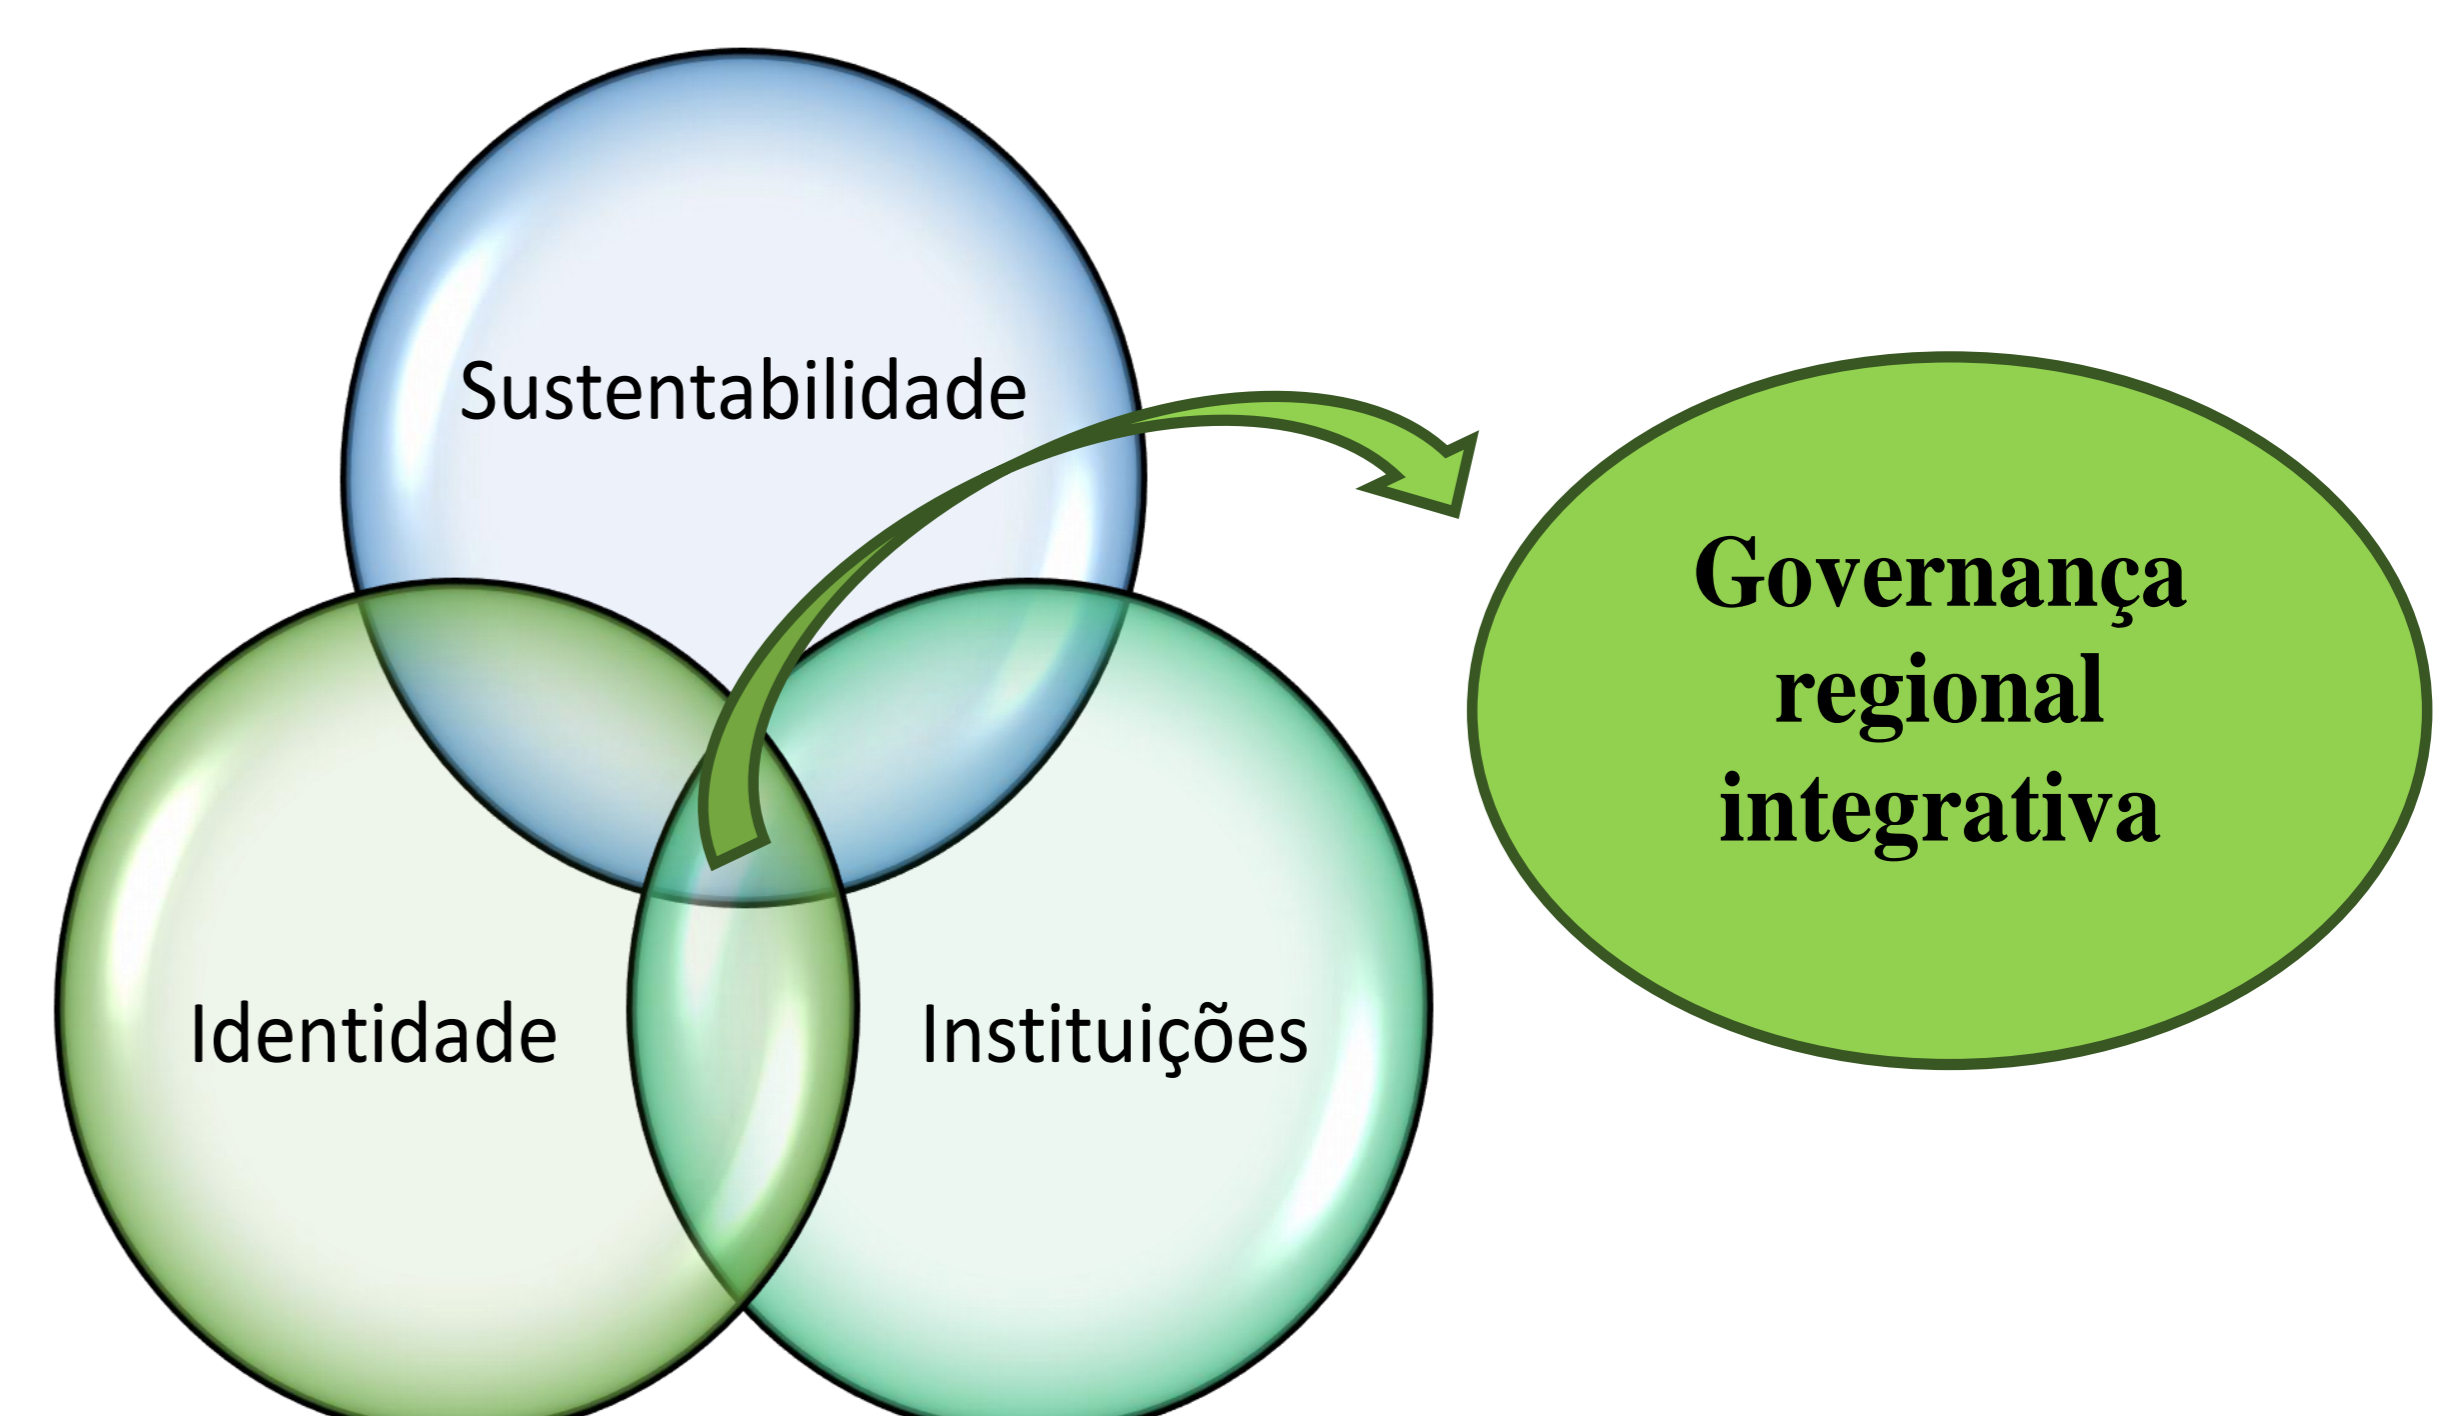 Sustentabilidade
Governança
regional
integrativa
Identidade
Instituições